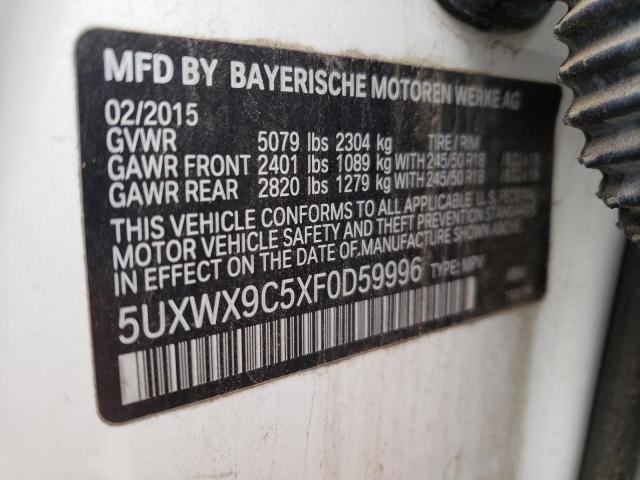 MFD BY BAYERISCHE MOTOREN WERKE AG
02/2015
GVWR 5079 lbs 2304 kg TIRE / RIM
GAWR FRONT 2401 lbs 1089 kg WITH 245/50 R18
GAWR REAR 2820 lbs 1279 kg WITH 245/50 R18
THIS VEHICLE CONFORMS TO ALL APPLICABLE U.S. FEDERAL
MOTOR VEHICLE SAFETY AND THEFT PREVENTION STANDARDS
IN EFFECT ON THE DATE OF MANUFACTURE SHOWN ABOVE.
5UXWX9C5XF0D59996 TYPE: MPV